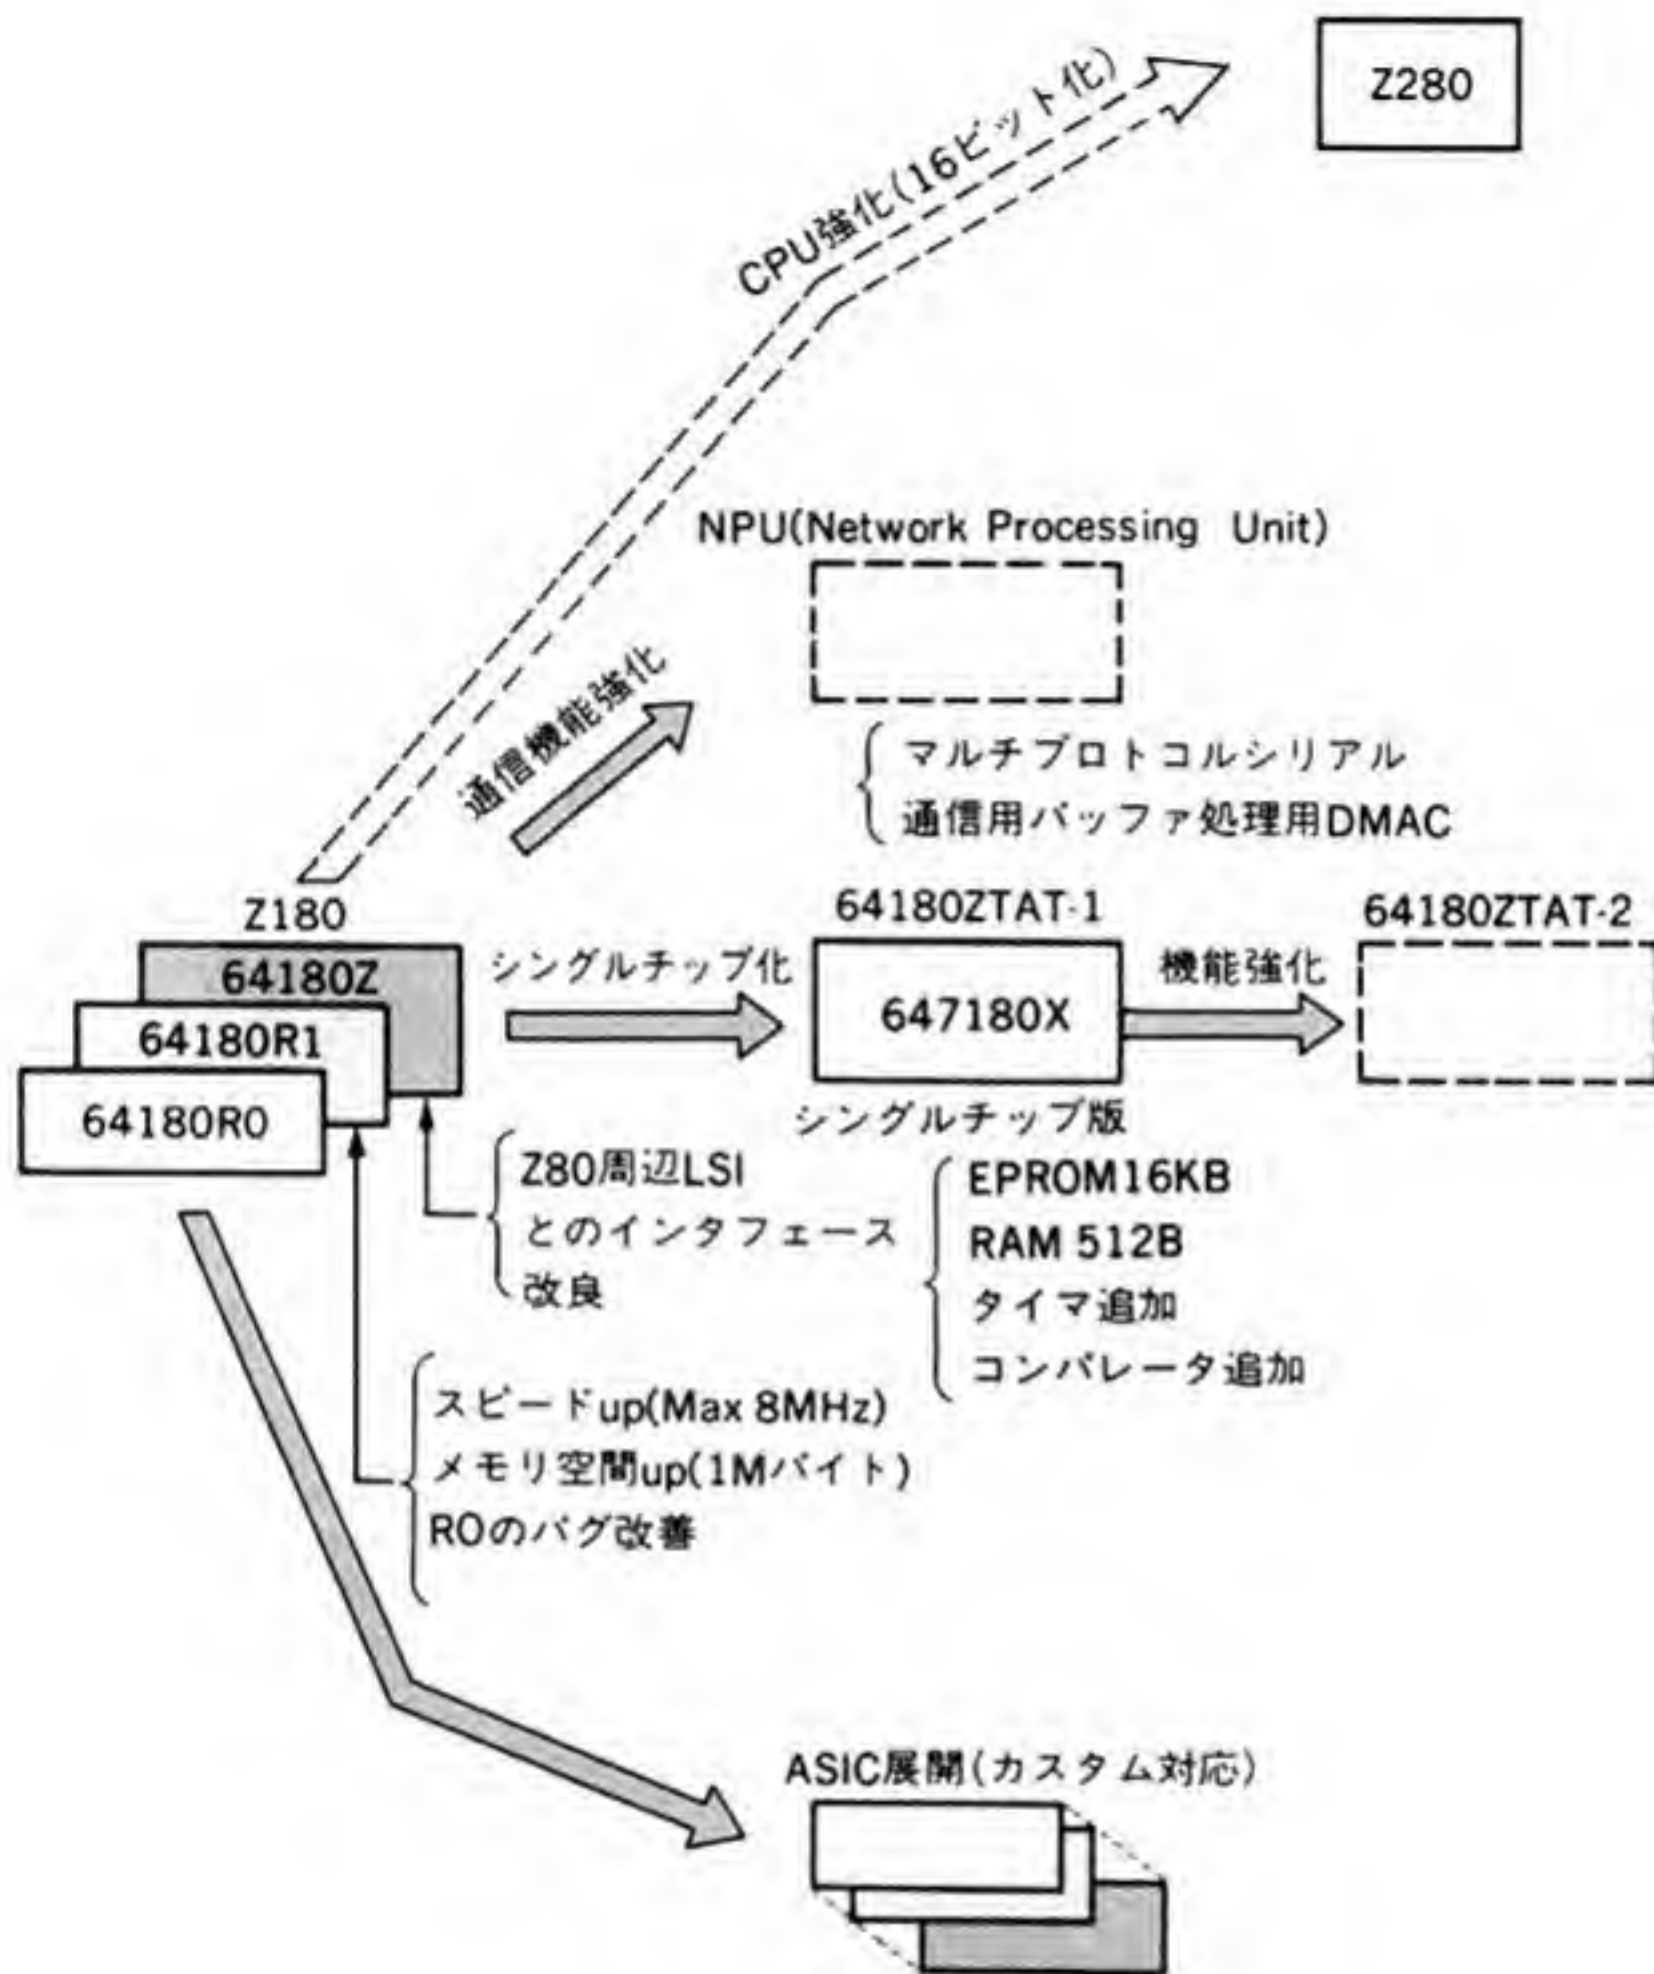 Z280
CPU強化(16ビット化)
NPU(Network Processing Unit)
通信機能強化
マルチプロトコルシリアル
通信用バッファ処理用DMAC
Z180
64180Z
64180R1
64180R0
シングルチップ化
64180ZTAT-1
647180X
シングルチップ版
機能強化
64180ZTAT-2
Z80周辺LSI
とのインタフェース
改良
EPROM16KB
RAM 512B
タイマ追加
コンパレータ追加
スピードup(Max 8MHz)
メモリ空間up(1Mバイト)
R0のバグ改善
ASIC展開(カスタム対応)